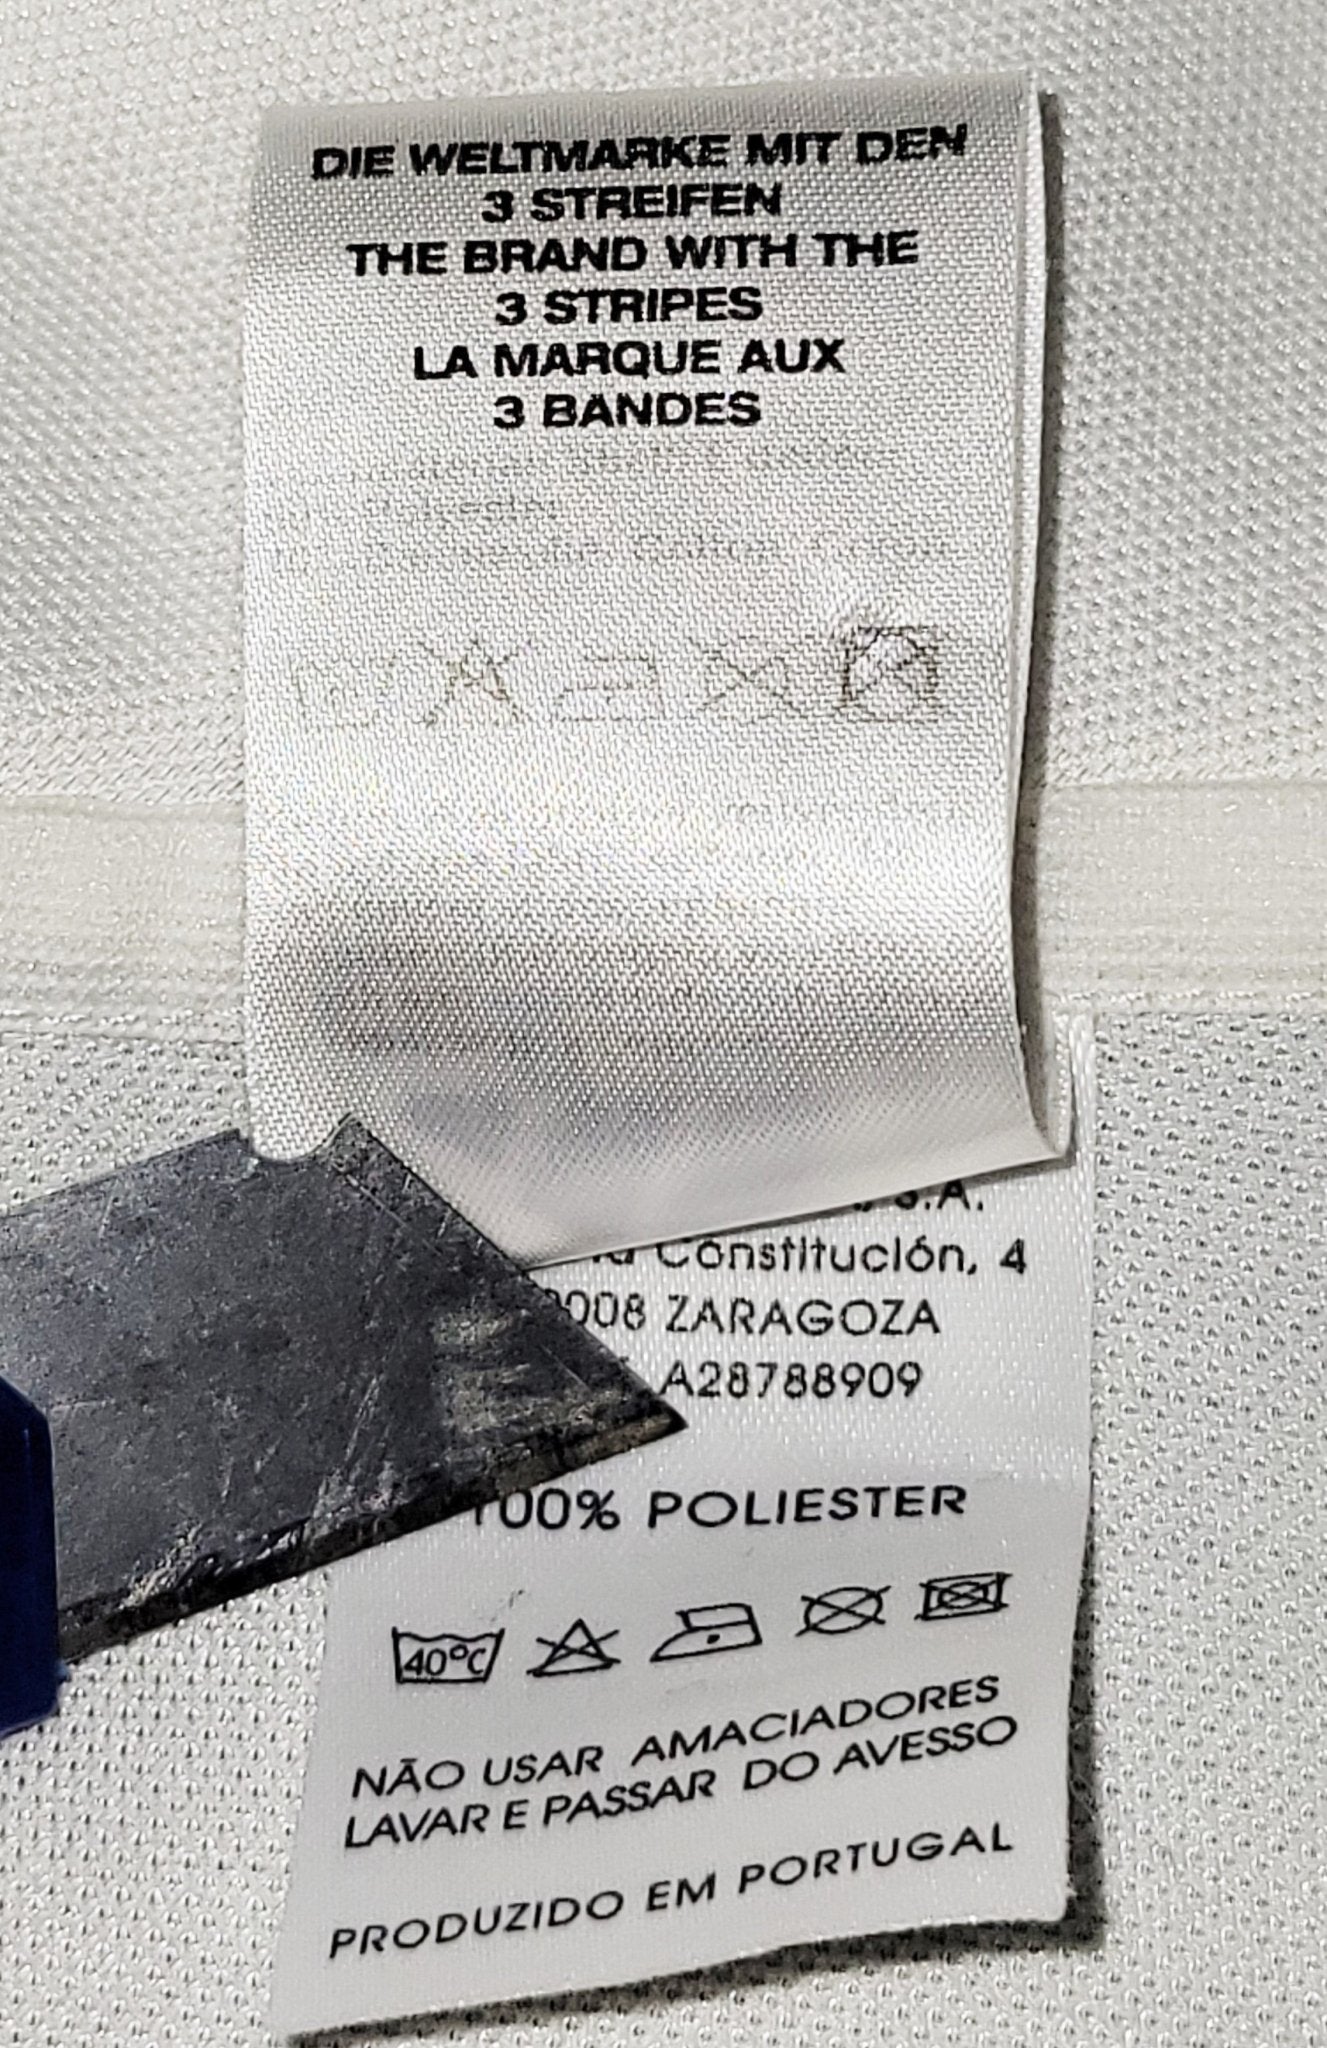 DIE WELTMARKE MIT DEN
3 STREIFEN
THE BRAND WITH THE
3 STRIPES
LA MARQUE AUX
3 BANDES
S.A.
Constitución, 4
ZARAGOZA
A28788909
100% POLIESTER
40°C
NÃO USAR AMACIADORES
LAVAR E PASSAR DO AVESSO
PRODUZIDO EM PORTUGAL